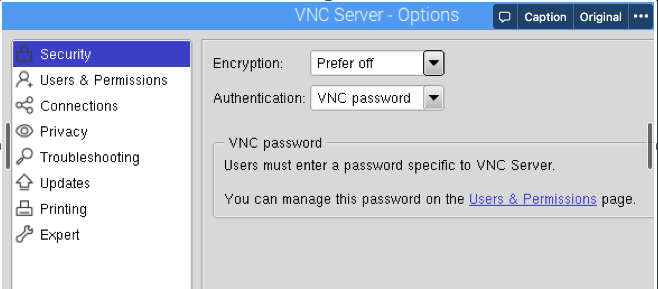 VNC Server - Options
Caption
Original
Security
Users & Permissions
Connections
Privacy
Troubleshooting
Updates
Printing
Expert
Encryption: Prefer off
Authentication: VNC password
VNC password
Users must enter a password specific to VNC Server.
You can manage this password on the Users & Permissions page.